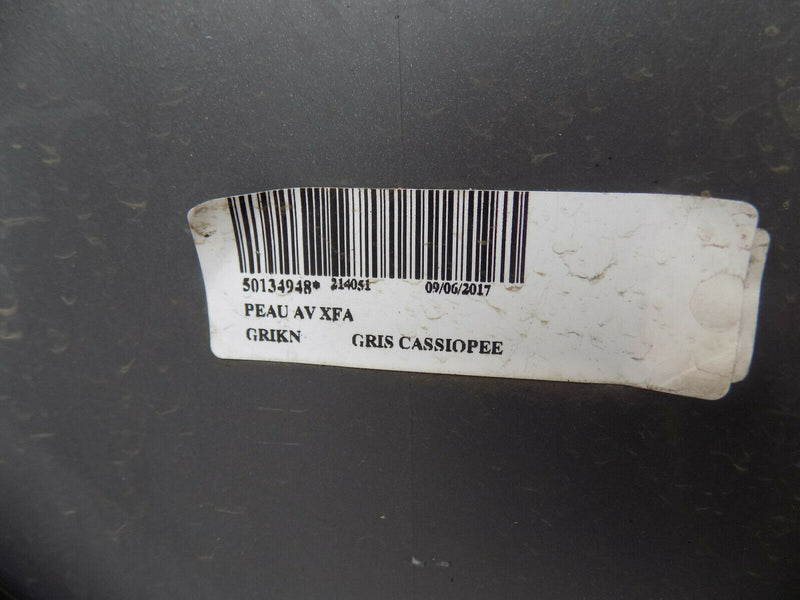 50134948* 214051 09/06/2017
PEAU AV XFA
GRIKN GRIS CASSIOPEE